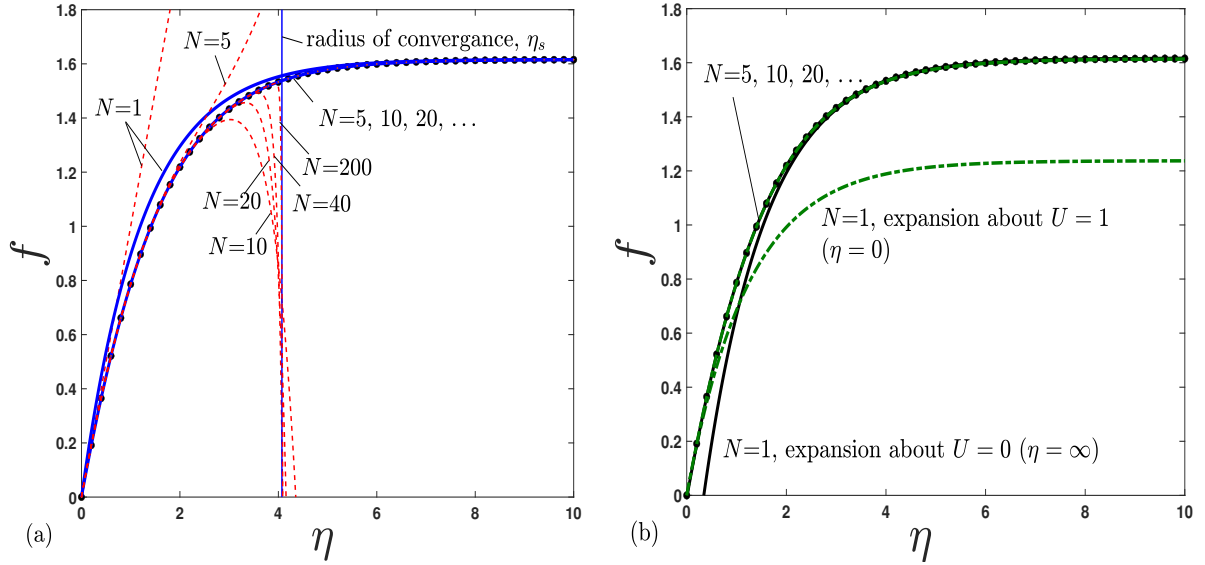 1.8
1.6
1.4
1.2
1
0.8
0.6
0.4
0.2
0
0 2 4 6 8 10
f
η
(a)
N=5
N=1
radius of convergance, ηs
N=5, 10, 20, …
N=200
N=20
N=40
N=10
1.8
1.6
1.4
1.2
1
0.8
0.6
0.4
0.2
0
0 2 4 6 8 10
f
η
(b)
N=5, 10, 20, …
N=1, expansion about U = 1
(η = 0)
N=1, expansion about U = 0 (η = ∞)